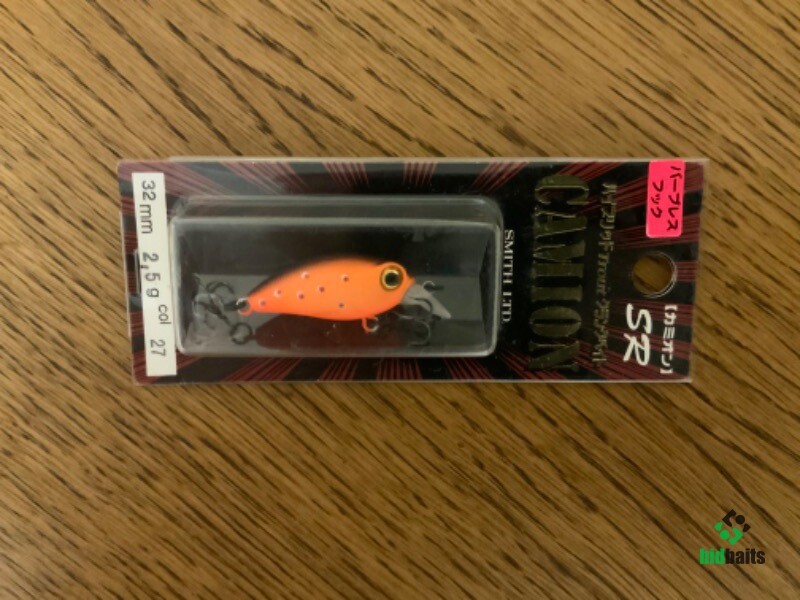 32mm 2,5g col 27
SMITH LTD
CAMION
バーブレス
フック
【カミオン】
SR
bidbaits